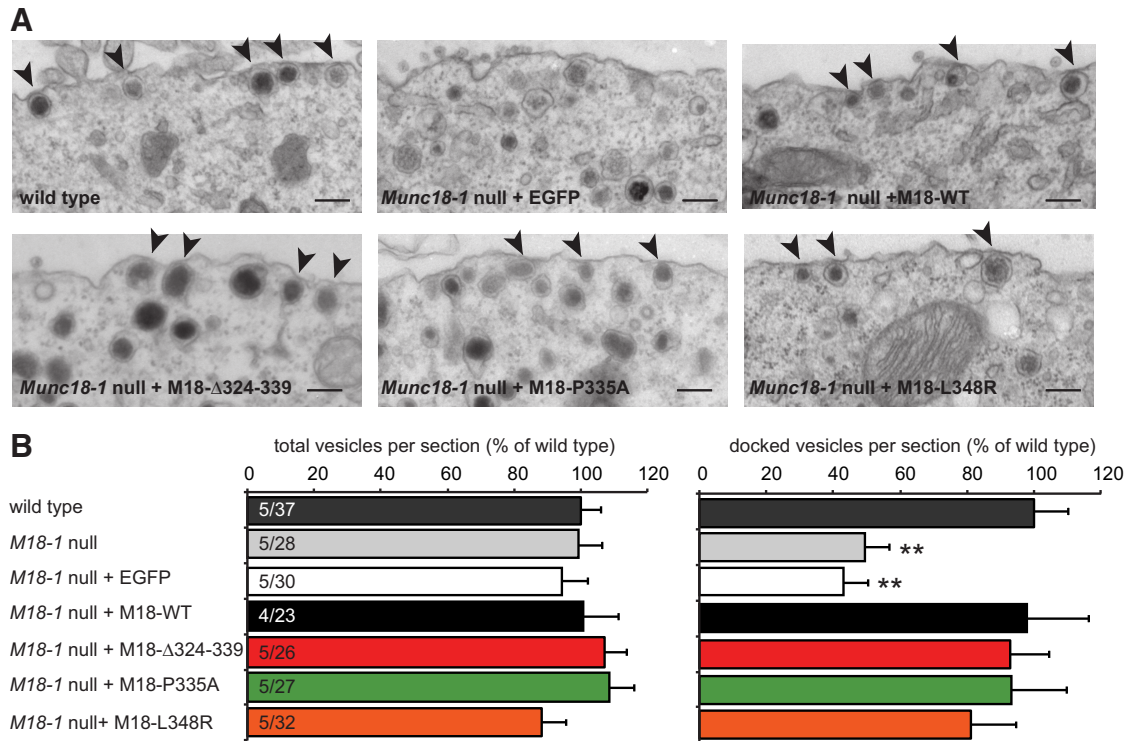 A
wild type
Munc18-1 null + EGFP
Munc18-1 null +M18-WT
Munc18-1 null + M18-Δ324-339
Munc18-1 null + M18-P335A
Munc18-1 null + M18-L348R
B
total vesicles per section (% of wild type)
docked vesicles per section (% of wild type)
0 20 40 60 80 100 120
0 20 40 60 80 100 120
wild type
5/37
M18-1 null
5/28
**
M18-1 null + EGFP
5/30
**
M18-1 null + M18-WT
4/23
M18-1 null + M18-Δ324-339
5/26
M18-1 null + M18-P335A
5/27
M18-1 null+ M18-L348R
5/32